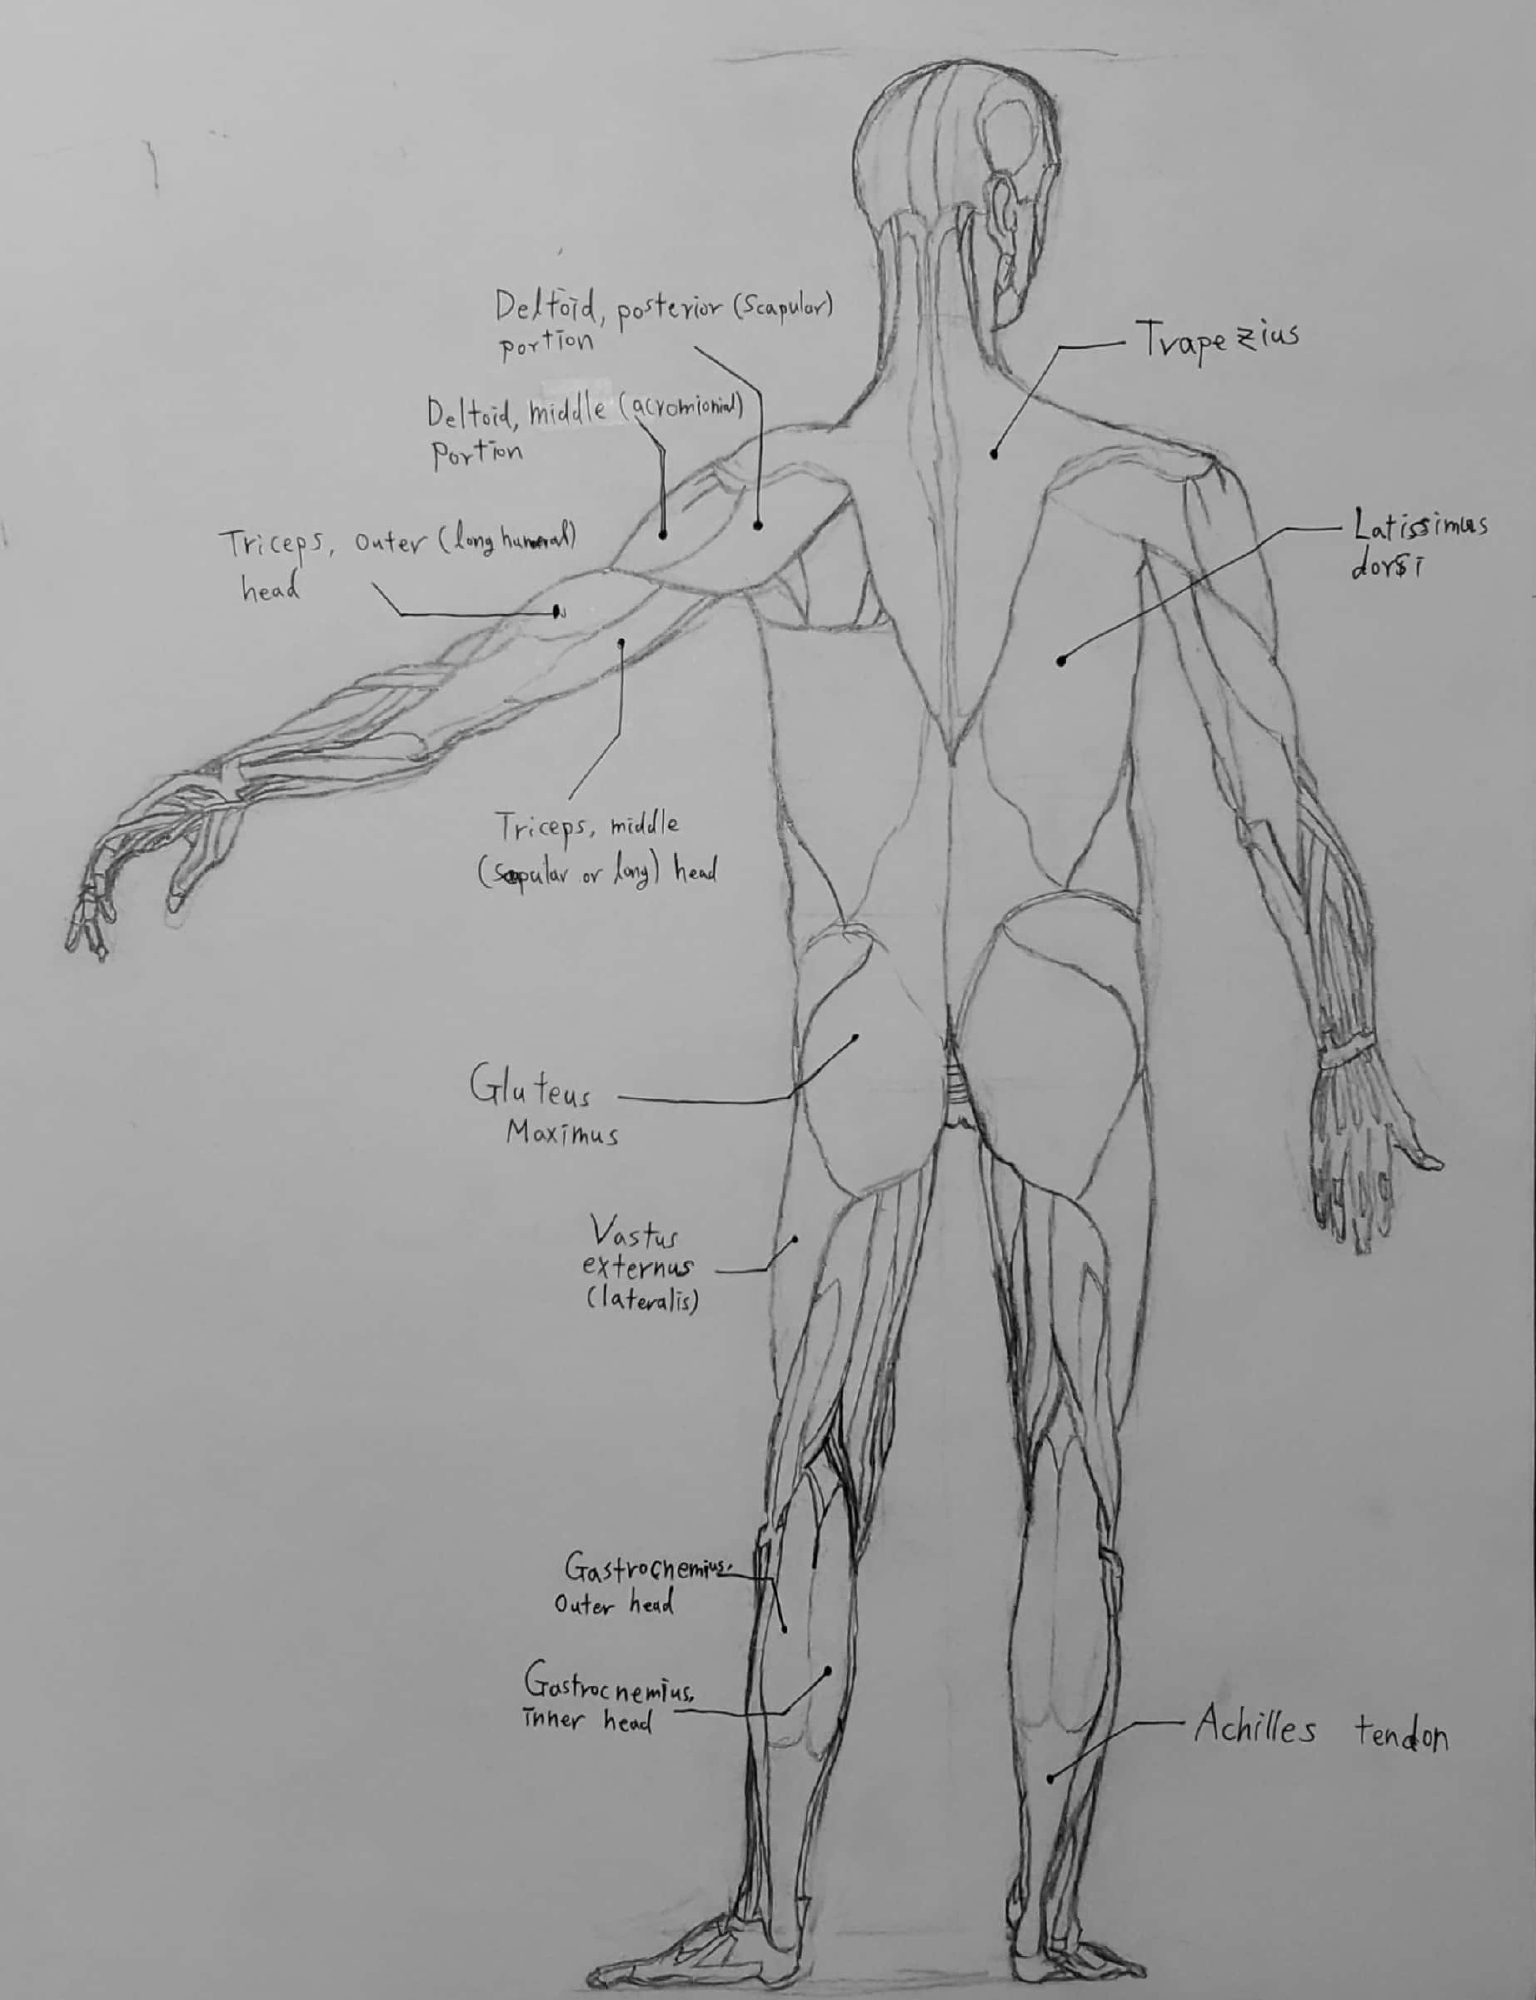 Deltoid, posterior (Scapular)
portion
Trapezius
Deltoid, middle (acromionial)
Portion
Latissimus
dorsi
Triceps, outer (long humeral)
head
Triceps, middle
(scapular or long) head
Gluteus
Maximus
Vastus
externus
(lateralis)
Gastrocnemius,
Outer head
Gastrocnemius,
inner head
Achilles tendon